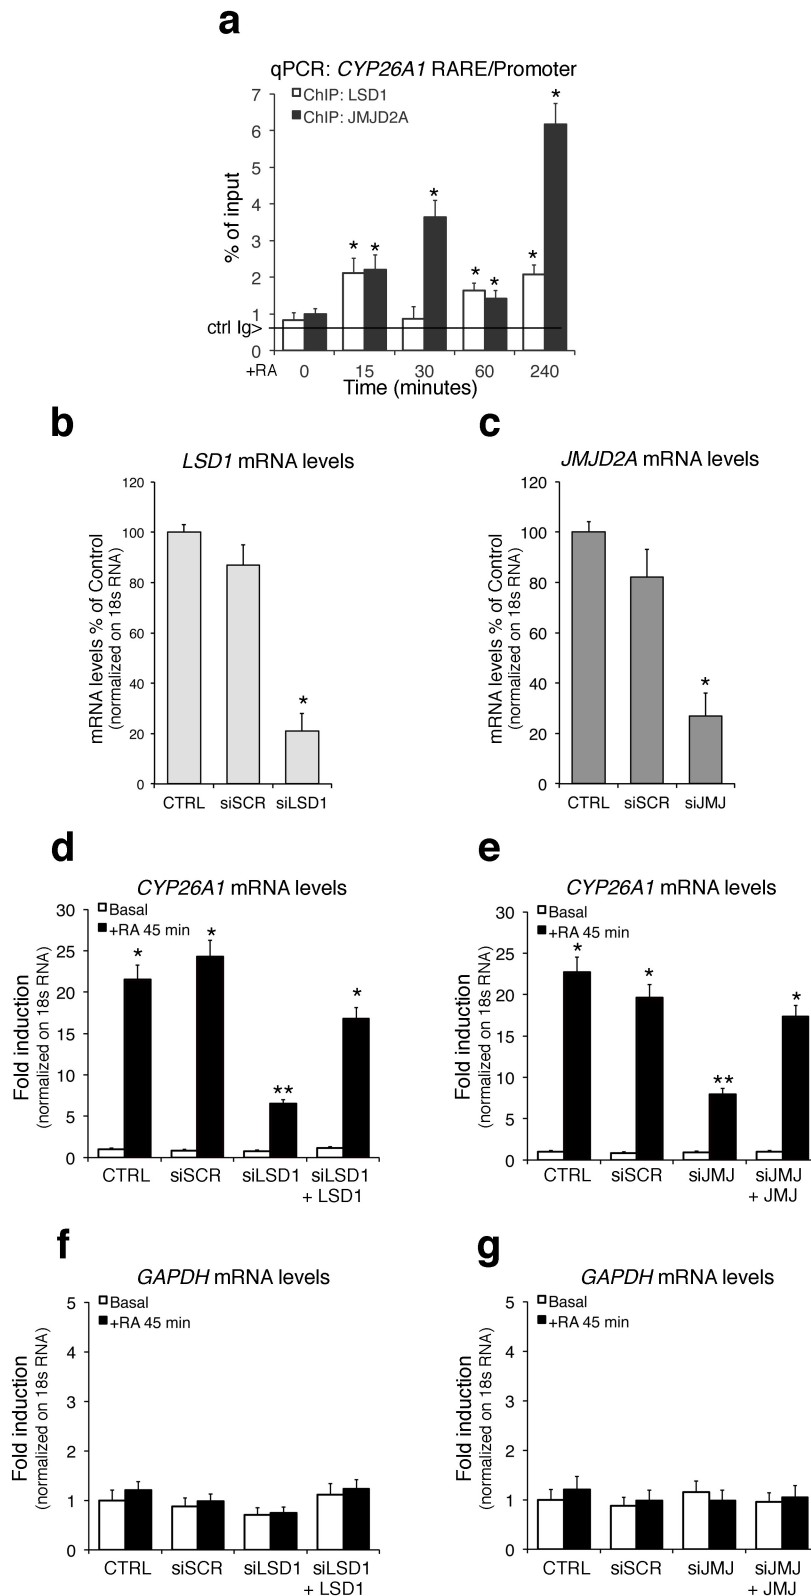 a
qPCR: CYP26A1 RARE/Promoter
ChIP: LSD1
ChIP: JMJD2A
% of input
7
6
5
4
3
2
1
0
ctrl Ig>
* * * * * * *
+RA 0 15 30 60 240
Time (minutes)
b
LSD1 mRNA levels
mRNA levels % of Control
(normalized on 18s RNA)
120
100
80
60
40
20
0
*
CTRL siSCR siLSD1
c
JMJD2A mRNA levels
mRNA levels % of Control
(normalized on 18s RNA)
120
100
80
60
40
20
0
*
CTRL siSCR siJMJ
d
CYP26A1 mRNA levels
Basal
+RA 45 min
Fold induction
(normalized on 18s RNA)
30
25
20
15
10
5
0
* * ** *
CTRL siSCR siLSD1 siLSD1
+ LSD1
e
CYP26A1 mRNA levels
Basal
+RA 45 min
Fold induction
(normalized on 18s RNA)
30
25
20
15
10
5
0
* * ** *
CTRL siSCR siJMJ siJMJ
+ JMJ
f
GAPDH mRNA levels
Basal
+RA 45 min
Fold induction
(normalized on 18s RNA)
5
4
3
2
1
0
CTRL siSCR siLSD1 siLSD1
+ LSD1
g
GAPDH mRNA levels
Basal
+RA 45 min
Fold induction
(normalized on 18s RNA)
5
4
3
2
1
0
CTRL siSCR siJMJ siJMJ
+ JMJ